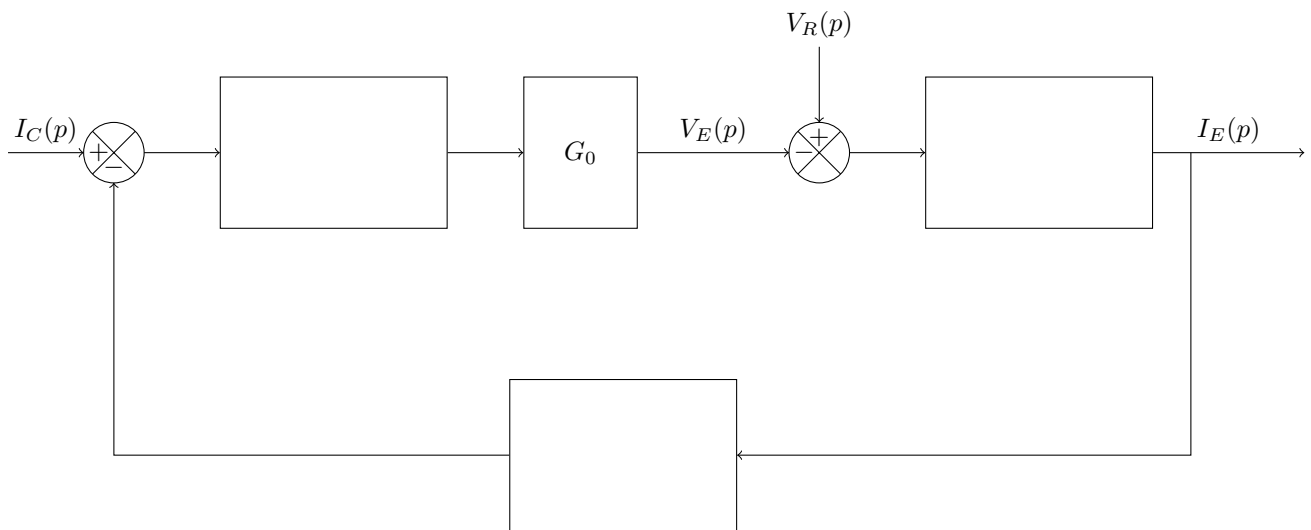 V_R(p)
I_C(p)
+
−
G_0
V_E(p)
+
−
I_E(p)